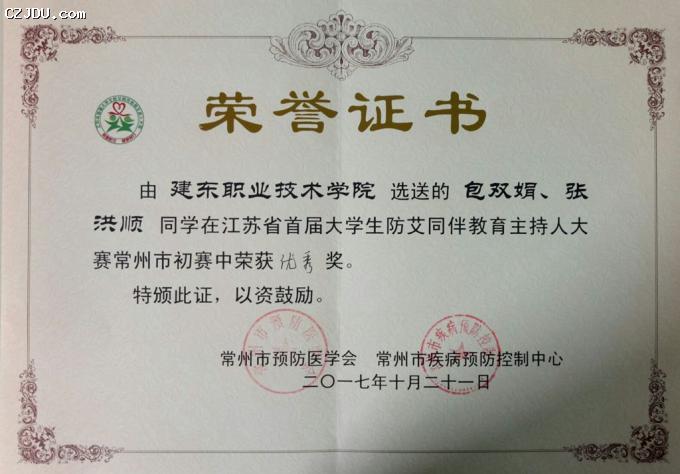 CZJDU.COM
荣誉证书
由 建东职业技术学院 选送的 包双娟、张
洪顺 同学在江苏省首届大学生防艾同伴教育主持人大
赛常州市初赛中荣获 优秀 奖。
特颁此证，以资鼓励。
常州市预防医学会 常州市疾病预防控制中心
二〇一七年十月二十一日